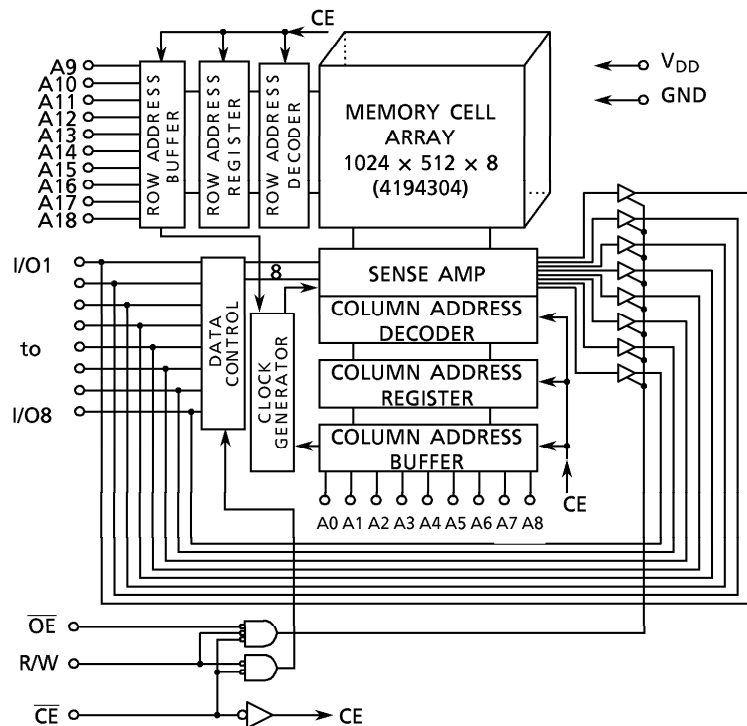 CE
A9
A10
A11
A12
A13
A14
A15
A16
A17
A18
ROW ADDRESS
BUFFER
ROW ADDRESS
REGISTER
ROW ADDRESS
DECODER
MEMORY CELL
ARRAY
1024 × 512 × 8
(4194304)
VDD
GND
I/O1
to
I/O8
DATA
CONTROL
8
SENSE AMP
COLUMN ADDRESS
DECODER
CLOCK
GENERATOR
COLUMN ADDRESS
REGISTER
COLUMN ADDRESS
BUFFER
CE
A0 A1 A2 A3 A4 A5 A6 A7 A8
OE
R/W
CE
CE